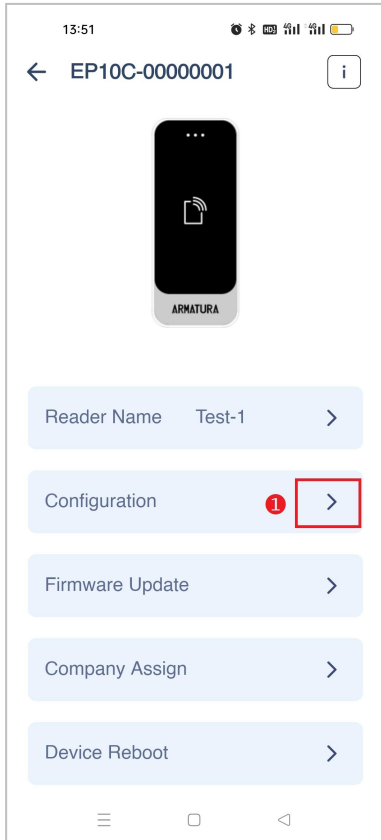 13:51
EP10C-00000001
i
ARMATURA
Reader Name Test-1
Configuration 1
Firmware Update
Company Assign
Device Reboot